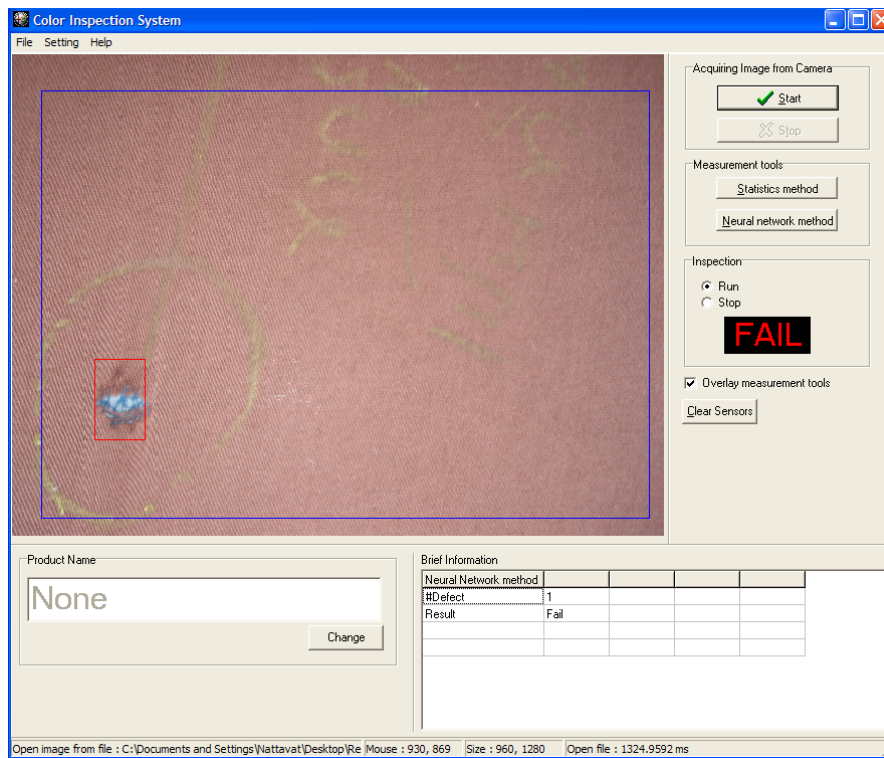 Color Inspection System
File Setting Help
Acquiring Image from Camera
Start
Stop
Measurement tools
Statistics method
Neural network method
Inspection
Run
Stop
FAIL
Overlay measurement tools
Clear Sensors
Product Name
None
Change
Brief Information
Neural Network method
#Defect 1
Result Fail
Open image from file : C:\Documents and Settings\Nattavat\Desktop\Re Mouse : 930, 869 Size : 960, 1280 Open file : 1324.9592 ms